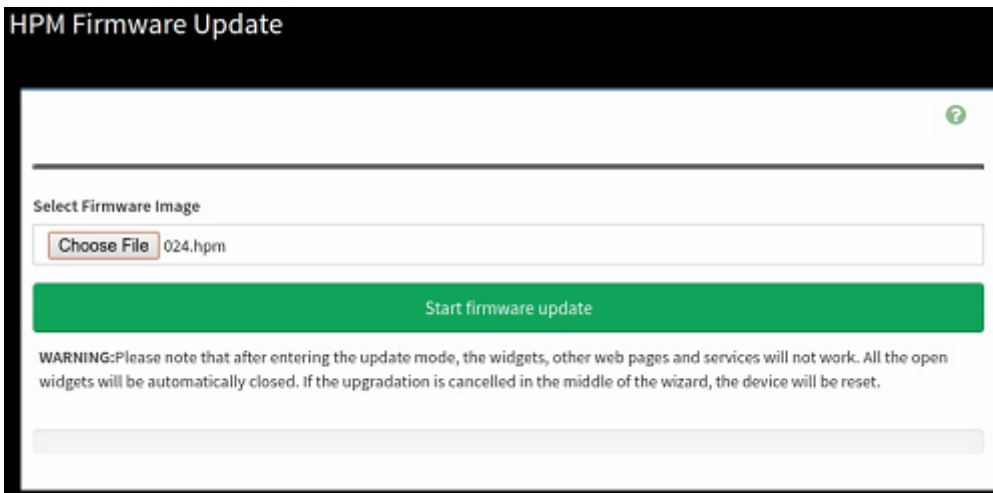 HPM Firmware Update
Select Firmware Image
Choose File 024.hpm
Start firmware update
WARNING:Please note that after entering the update mode, the widgets, other web pages and services will not work. All the open
widgets will be automatically closed. If the upgradation is cancelled in the middle of the wizard, the device will be reset.